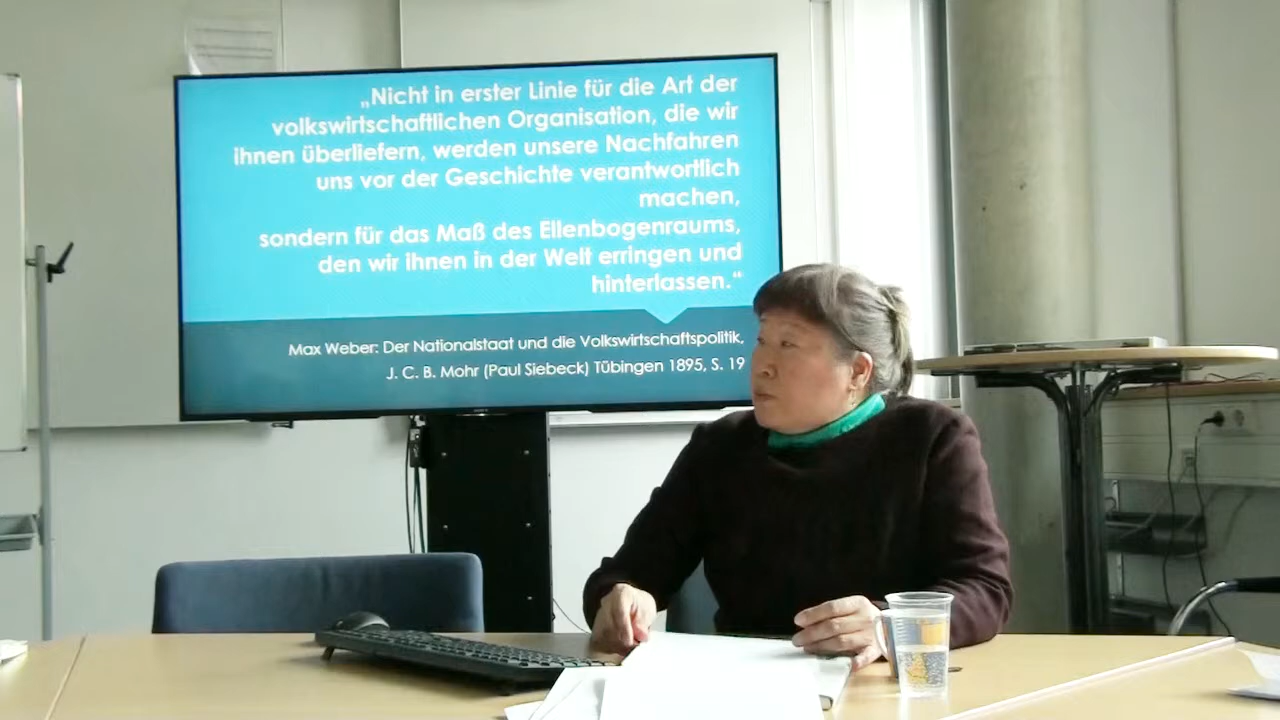 „Nicht in erster Linie für die Art der
volkswirtschaftlichen Organisation, die wir
ihnen überliefern, werden unsere Nachfahren
uns vor der Geschichte verantwortlich
machen,
sondern für das Maß des Ellenbogenraums,
den wir ihnen in der Welt erringen und
hinterlassen.“
Max Weber: Der Nationalstaat und die Volkswirtschaftspolitik,
J. C. B. Mohr (Paul Siebeck) Tübingen 1895, S. 19